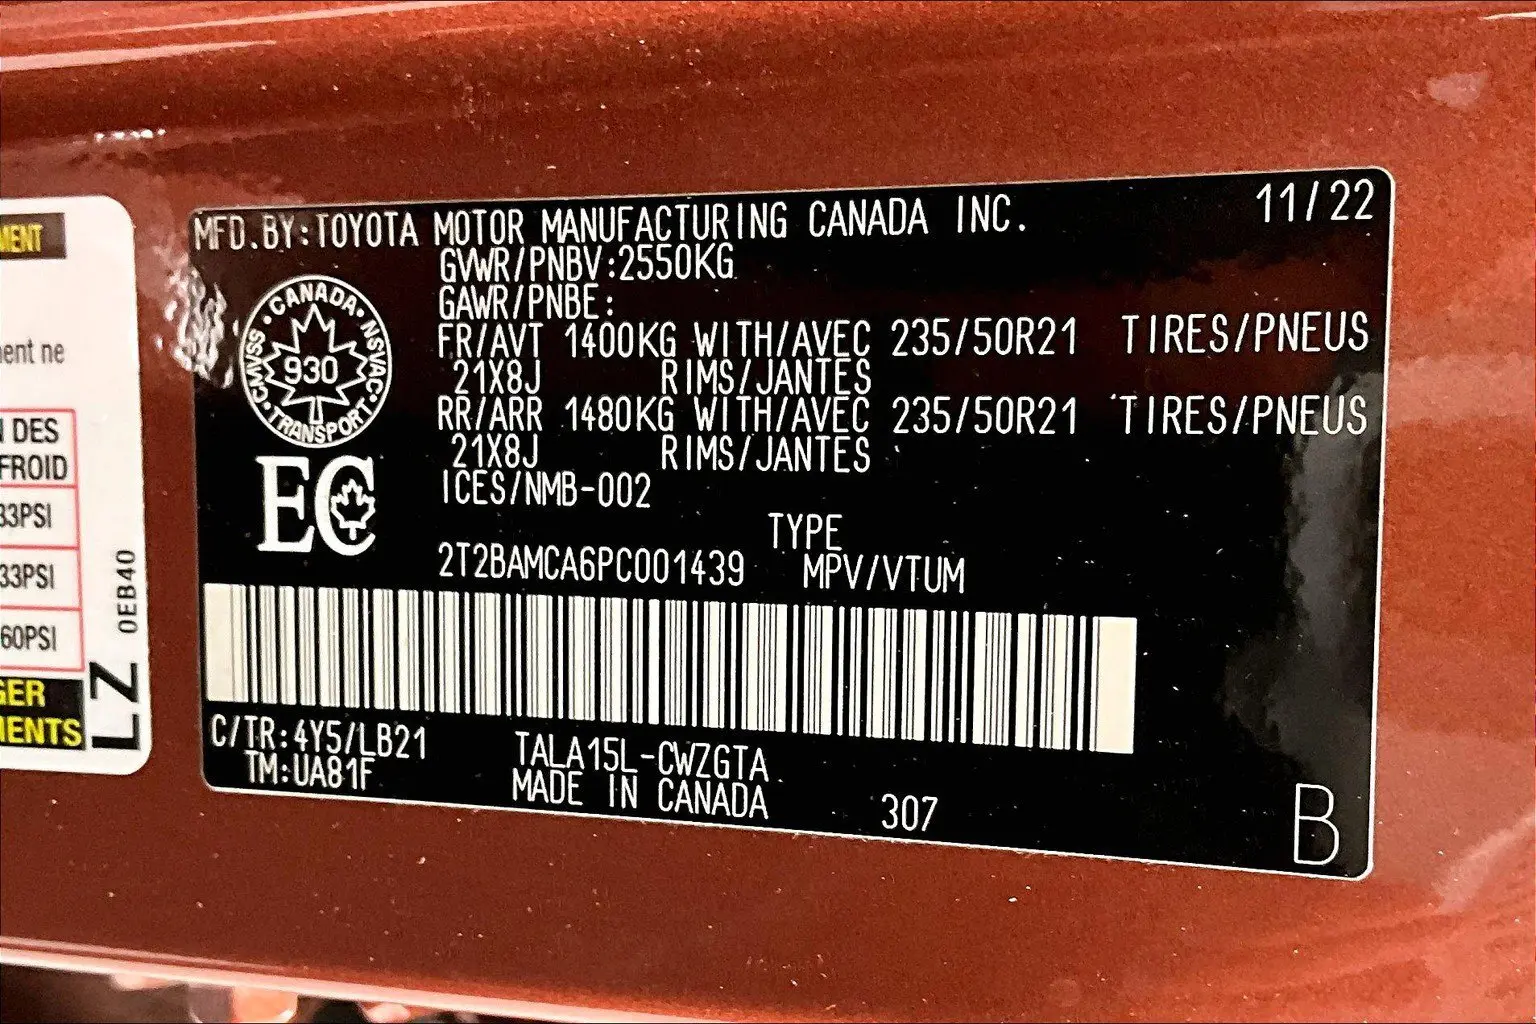 MENT
ent ne
DES
FROID
33PSI
33PSI
60PSI
GER
MENTS
LZ
0EB40
MFD.BY:TOYOTA MOTOR MANUFACTURING CANADA INC. 11/22
GVWR/PNBV:2550KG
GAWR/PNBE:
FR/AVT 1400KG WITH/AVEC 235/50R21 TIRES/PNEUS
21X8J RIMS/JANTES
RR/ARR 1480KG WITH/AVEC 235/50R21 TIRES/PNEUS
21X8J RIMS/JANTES
ICES/NMB-002
CANADA
NSVAC
TRANSPORT
CMVSS
930
EC
TYPE
2T2BAMCA6PC001439 MPV/VTUM
C/TR:4Y5/LB21 TALA15L-CWZGTA
TM:UA81F MADE IN CANADA 307
B